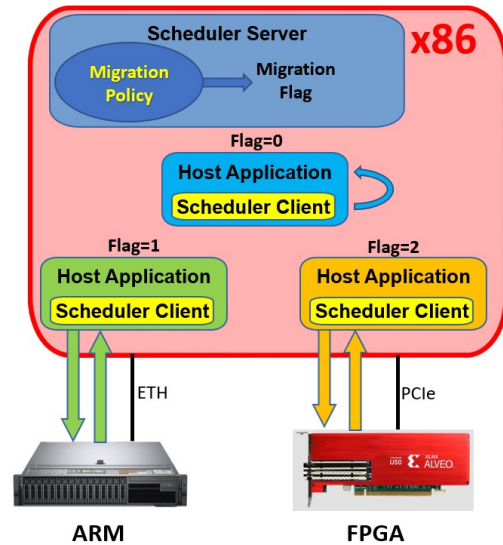 Scheduler Server
x86
Migration
Policy
Migration
Flag
Flag=0
Host Application
Scheduler Client
Flag=1
Host Application
Scheduler Client
Flag=2
Host Application
Scheduler Client
ETH
PCIe
U50
XILINX
ALVEO.
ARM
FPGA